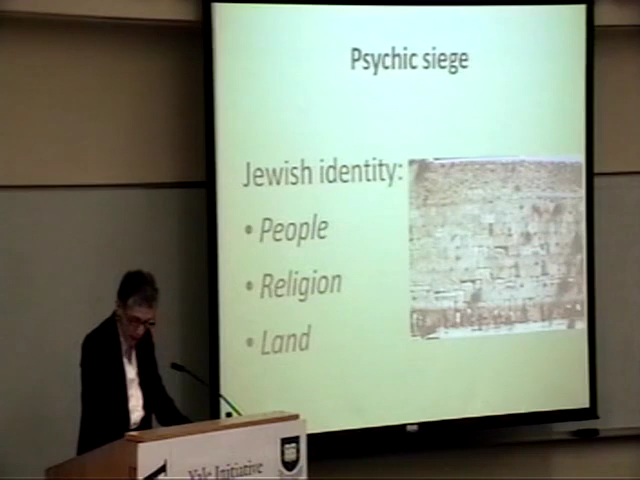 Psychic siege
Jewish identity:
• People
• Religion
• Land
Yale Initiative